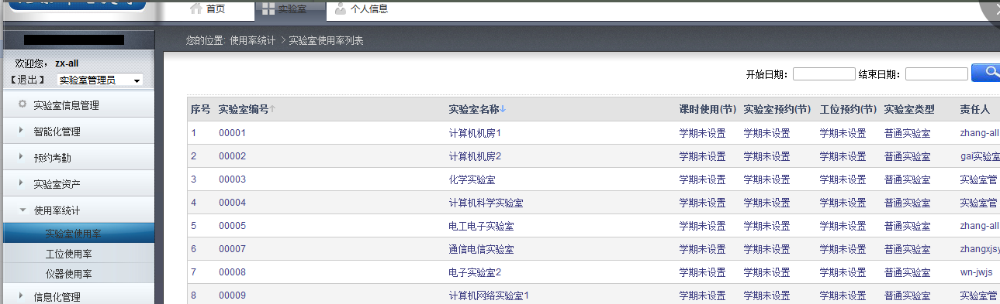 首页 实验室 个人信息
您的位置: 使用率统计 > 实验室使用率列表
欢迎您， zx-all
【退出】 实验室管理员
实验室信息管理
智能化管理
预约考勤
实验室资产
使用率统计
实验室使用率
工位使用率
仪器使用率
信息化管理
开始日期： 结束日期：
序号 实验室编号↑ 实验室名称↓ 课时使用(节) 实验室预约(节) 工位预约(节) 实验室类型 责任人
1 00001 计算机机房1 学期未设置 学期未设置 学期未设置 普通实验室 zhang-all
2 00002 计算机机房2 学期未设置 学期未设置 学期未设置 普通实验室 gai实验室
3 00003 化学实验室 学期未设置 学期未设置 学期未设置 普通实验室 实验室管
4 00004 计算机科学实验室 学期未设置 学期未设置 学期未设置 普通实验室 实验室管
5 00005 电工电子实验室 学期未设置 学期未设置 学期未设置 普通实验室 zhang-all
6 00007 通信电信实验室 学期未设置 学期未设置 学期未设置 普通实验室 zhangxjsy
7 00008 电子实验室2 学期未设置 学期未设置 学期未设置 普通实验室 wn-jwjs
8 00009 计算机网络实验室1 学期未设置 学期未设置 学期未设置 普通实验室 实验室管